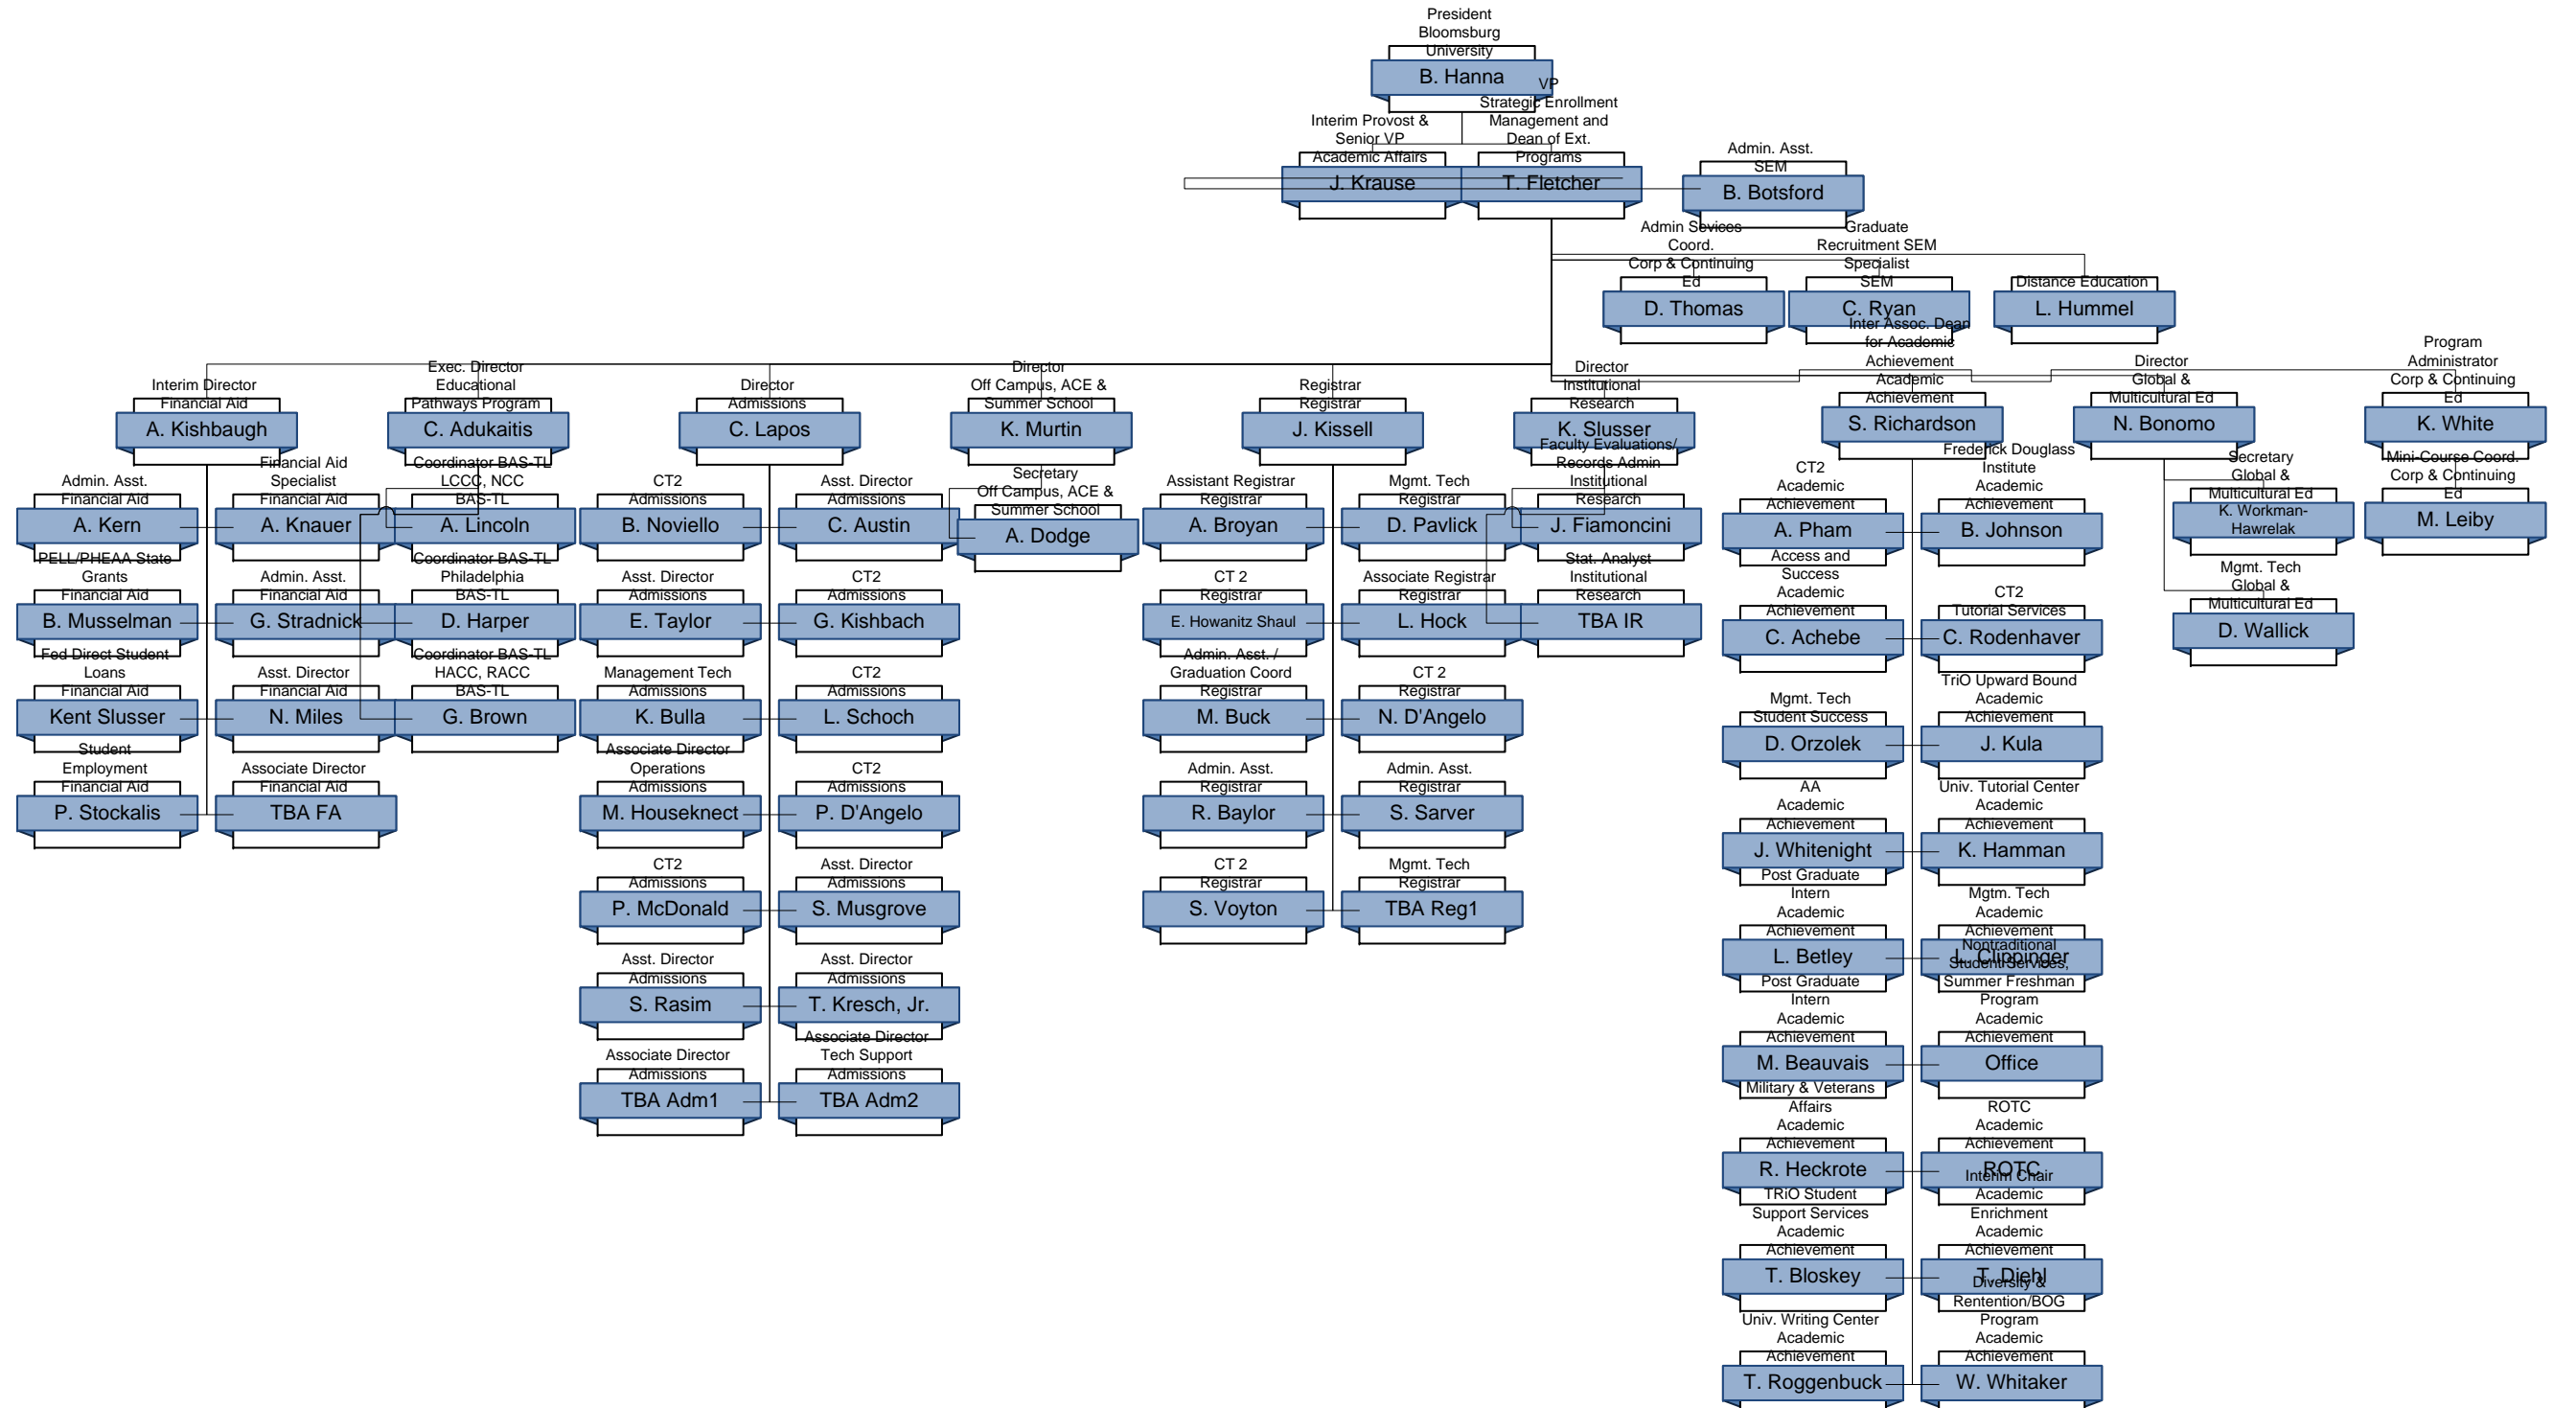 President
Bloomsburg
University
B. Hanna
Interim Provost &
Senior VP
Academic Affairs
J. Krause
VP
Strategic Enrollment
Management and
Dean of Ext.
Programs
T. Fletcher
Admin. Asst.
SEM
B. Botsford
Admin Sevices
Coord.
Corp & Continuing
Ed
D. Thomas
Graduate
Recruitment SEM
Specialist
SEM
C. Ryan
Distance Education
L. Hummel
Interim Director
Financial Aid
A. Kishbaugh
Exec. Director
Educational
Pathways Program
C. Adukaitis
Director
Admissions
C. Lapos
Director
Off Campus, ACE &
Summer School
K. Murtin
Registrar
Registrar
J. Kissell
Director
Institutional
Research
K. Slusser
Inter Assoc. Dean
for Academic
Achievement
Academic
Achievement
S. Richardson
Director
Global &
Multicultural Ed
N. Bonomo
Program
Administrator
Corp & Continuing
Ed
K. White
Admin. Asst.
Financial Aid
A. Kern
Financial Aid
Specialist
Financial Aid
A. Knauer
PELL/PHEAA State
Grants
Financial Aid
B. Musselman
Admin. Asst.
Financial Aid
G. Stradnick
Fed Direct Student
Loans
Financial Aid
Kent Slusser
Asst. Director
Financial Aid
N. Miles
Student
Employment
Financial Aid
P. Stockalis
Associate Director
Financial Aid
TBA FA
Coordinator BAS-TL
LCCC, NCC
BAS-TL
A. Lincoln
Coordinator BAS-TL
Philadelphia
BAS-TL
D. Harper
Coordinator BAS-TL
HACC, RACC
BAS-TL
G. Brown
CT2
Admissions
B. Noviello
Asst. Director
Admissions
C. Austin
Asst. Director
Admissions
E. Taylor
CT2
Admissions
G. Kishbach
Management Tech
Admissions
K. Bulla
CT2
Admissions
L. Schoch
Associate Director
Operations
Admissions
M. Houseknect
CT2
Admissions
P. D'Angelo
CT2
Admissions
P. McDonald
Asst. Director
Admissions
S. Musgrove
Asst. Director
Admissions
S. Rasim
Asst. Director
Admissions
T. Kresch, Jr.
Associate Director
Admissions
TBA Adm1
Associate Director
Tech Support
Admissions
TBA Adm2
Secretary
Off Campus, ACE &
Summer School
A. Dodge
Assistant Registrar
Registrar
A. Broyan
Mgmt. Tech
Registrar
D. Pavlick
CT 2
Registrar
E. Howanitz Shaul
Associate Registrar
Registrar
L. Hock
Admin. Asst. /
Graduation Coord
Registrar
M. Buck
CT 2
Registrar
N. D'Angelo
Admin. Asst.
Registrar
R. Baylor
Admin. Asst.
Registrar
S. Sarver
CT 2
Registrar
S. Voyton
Mgmt. Tech
Registrar
TBA Reg1
Faculty Evaluations/
Records Admin
Institutional
Research
J. Fiamoncini
Stat. Analyst
Institutional
Research
TBA IR
CT2
Academic
Achievement
A. Pham
Frederick Douglass
Institute
Academic
Achievement
B. Johnson
Access and
Success
Academic
Achievement
C. Achebe
CT2
Tutorial Services
C. Rodenhaver
Mgmt. Tech
Student Success
D. Orzolek
TriO Upward Bound
Academic
Achievement
J. Kula
AA
Academic
Achievement
J. Whitenight
Univ. Tutorial Center
Academic
Achievement
K. Hamman
Post Graduate
Intern
Academic
Achievement
L. Betley
Mgtm. Tech
Academic
Achievement
L. Clippinger
Post Graduate
Intern
Academic
Achievement
M. Beauvais
Nontraditional
Student Services,
Summer Freshman
Program
Academic
Achievement
Office
Military & Veterans
Affairs
Academic
Achievement
R. Heckrote
ROTC
Academic
Achievement
ROTC
TRiO Student
Support Services
Academic
Achievement
T. Bloskey
Interim Chair
Academic
Enrichment
Academic
Achievement
T. Diehl
Univ. Writing Center
Academic
Achievement
T. Roggenbuck
Diversity &
Rentention/BOG
Program
Academic
Achievement
W. Whitaker
Secretary
Global &
Multicultural Ed
K. Workman-
Hawrelak
Mgmt. Tech
Global &
Multicultural Ed
D. Wallick
Mini-Course Coord.
Corp & Continuing
Ed
M. Leiby